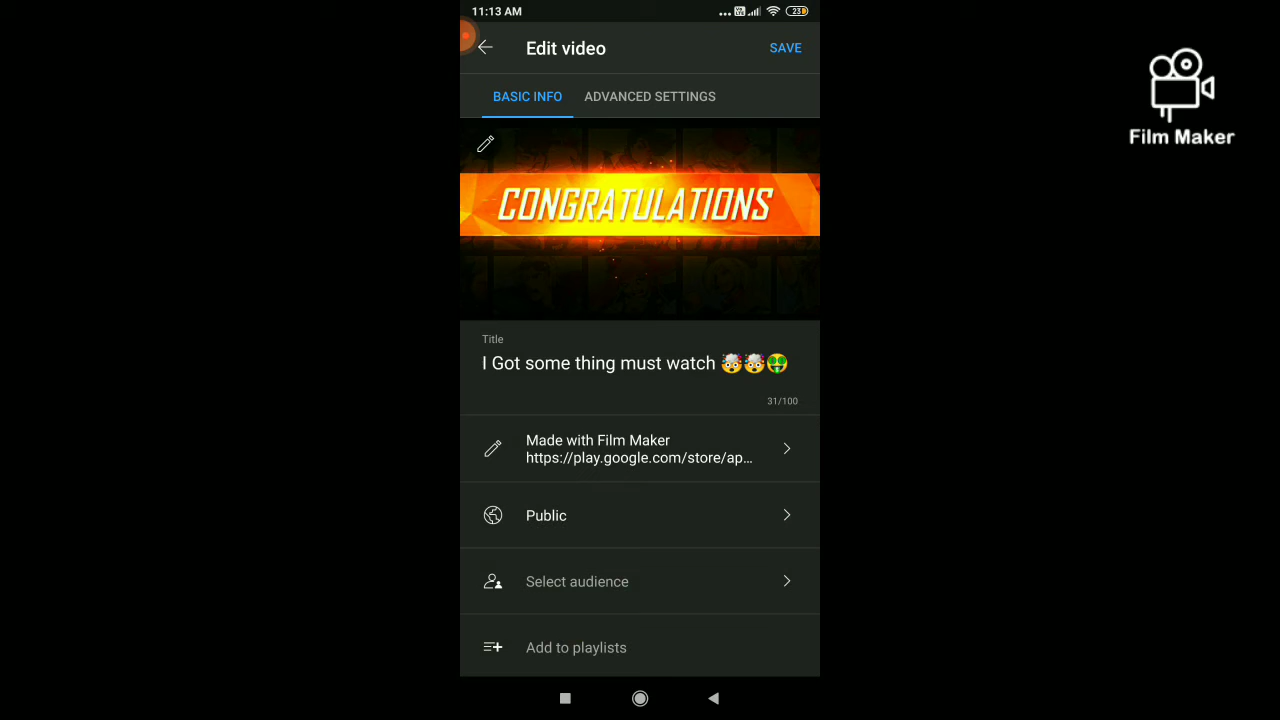 11:13 AM
23
Edit video
SAVE
BASIC INFO
ADVANCED SETTINGS
CONGRATULATIONS
Title
I Got some thing must watch 🤯🤯🤑
31/100
Made with Film Maker
https://play.google.com/store/ap...
Public
Select audience
Add to playlists
Film Maker